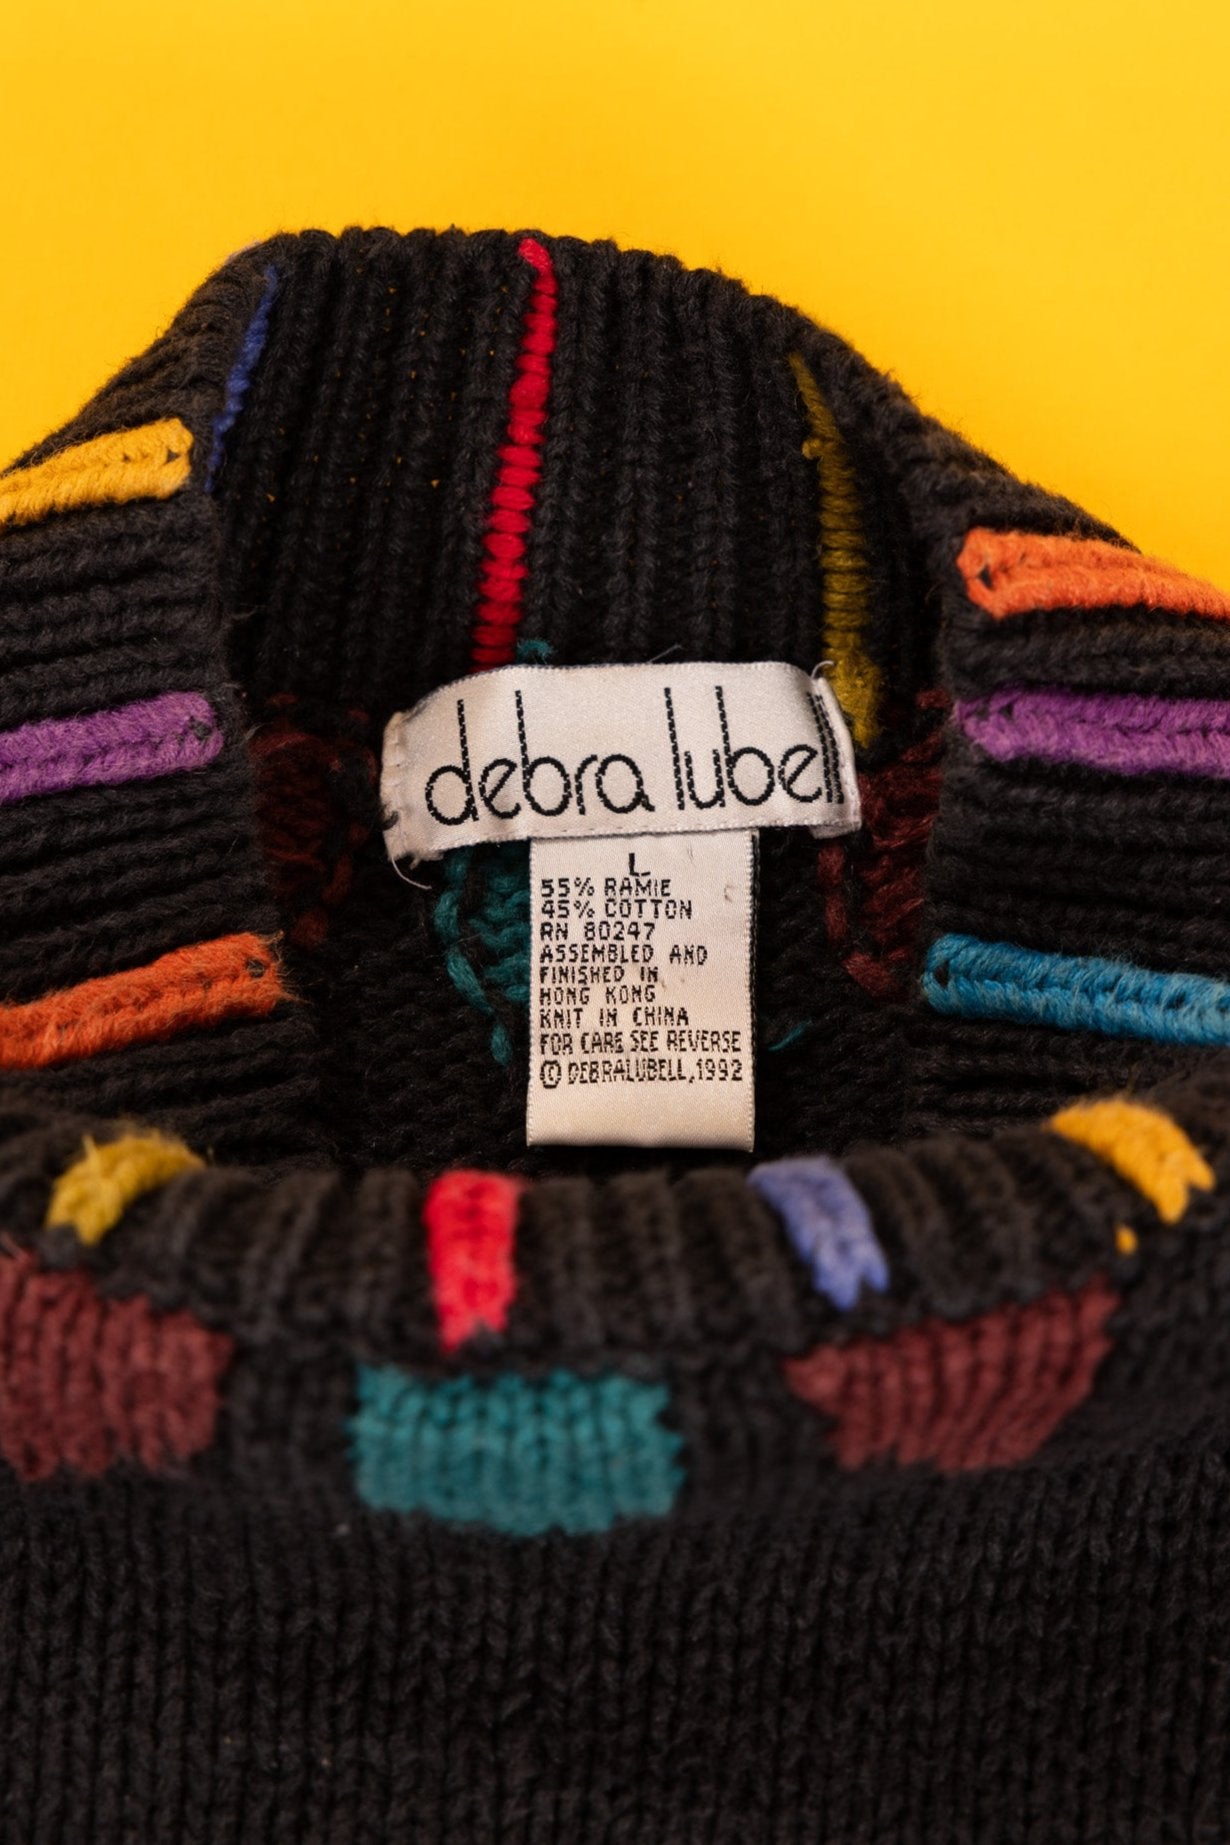 debra lubell
L
55% RAMIE
45% COTTON
RN 80247
ASSEMBLED AND
FINISHED IN
HONG KONG
KNIT IN CHINA
FOR CARE SEE REVERSE
© DEBRALUBELL,1992